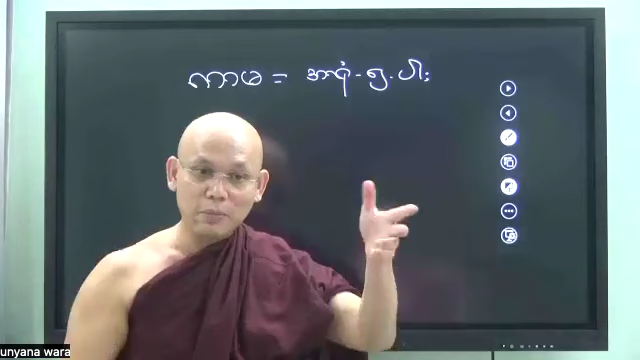 ကာမ = အာရုံ - ၅ - ပါး
unyana wara